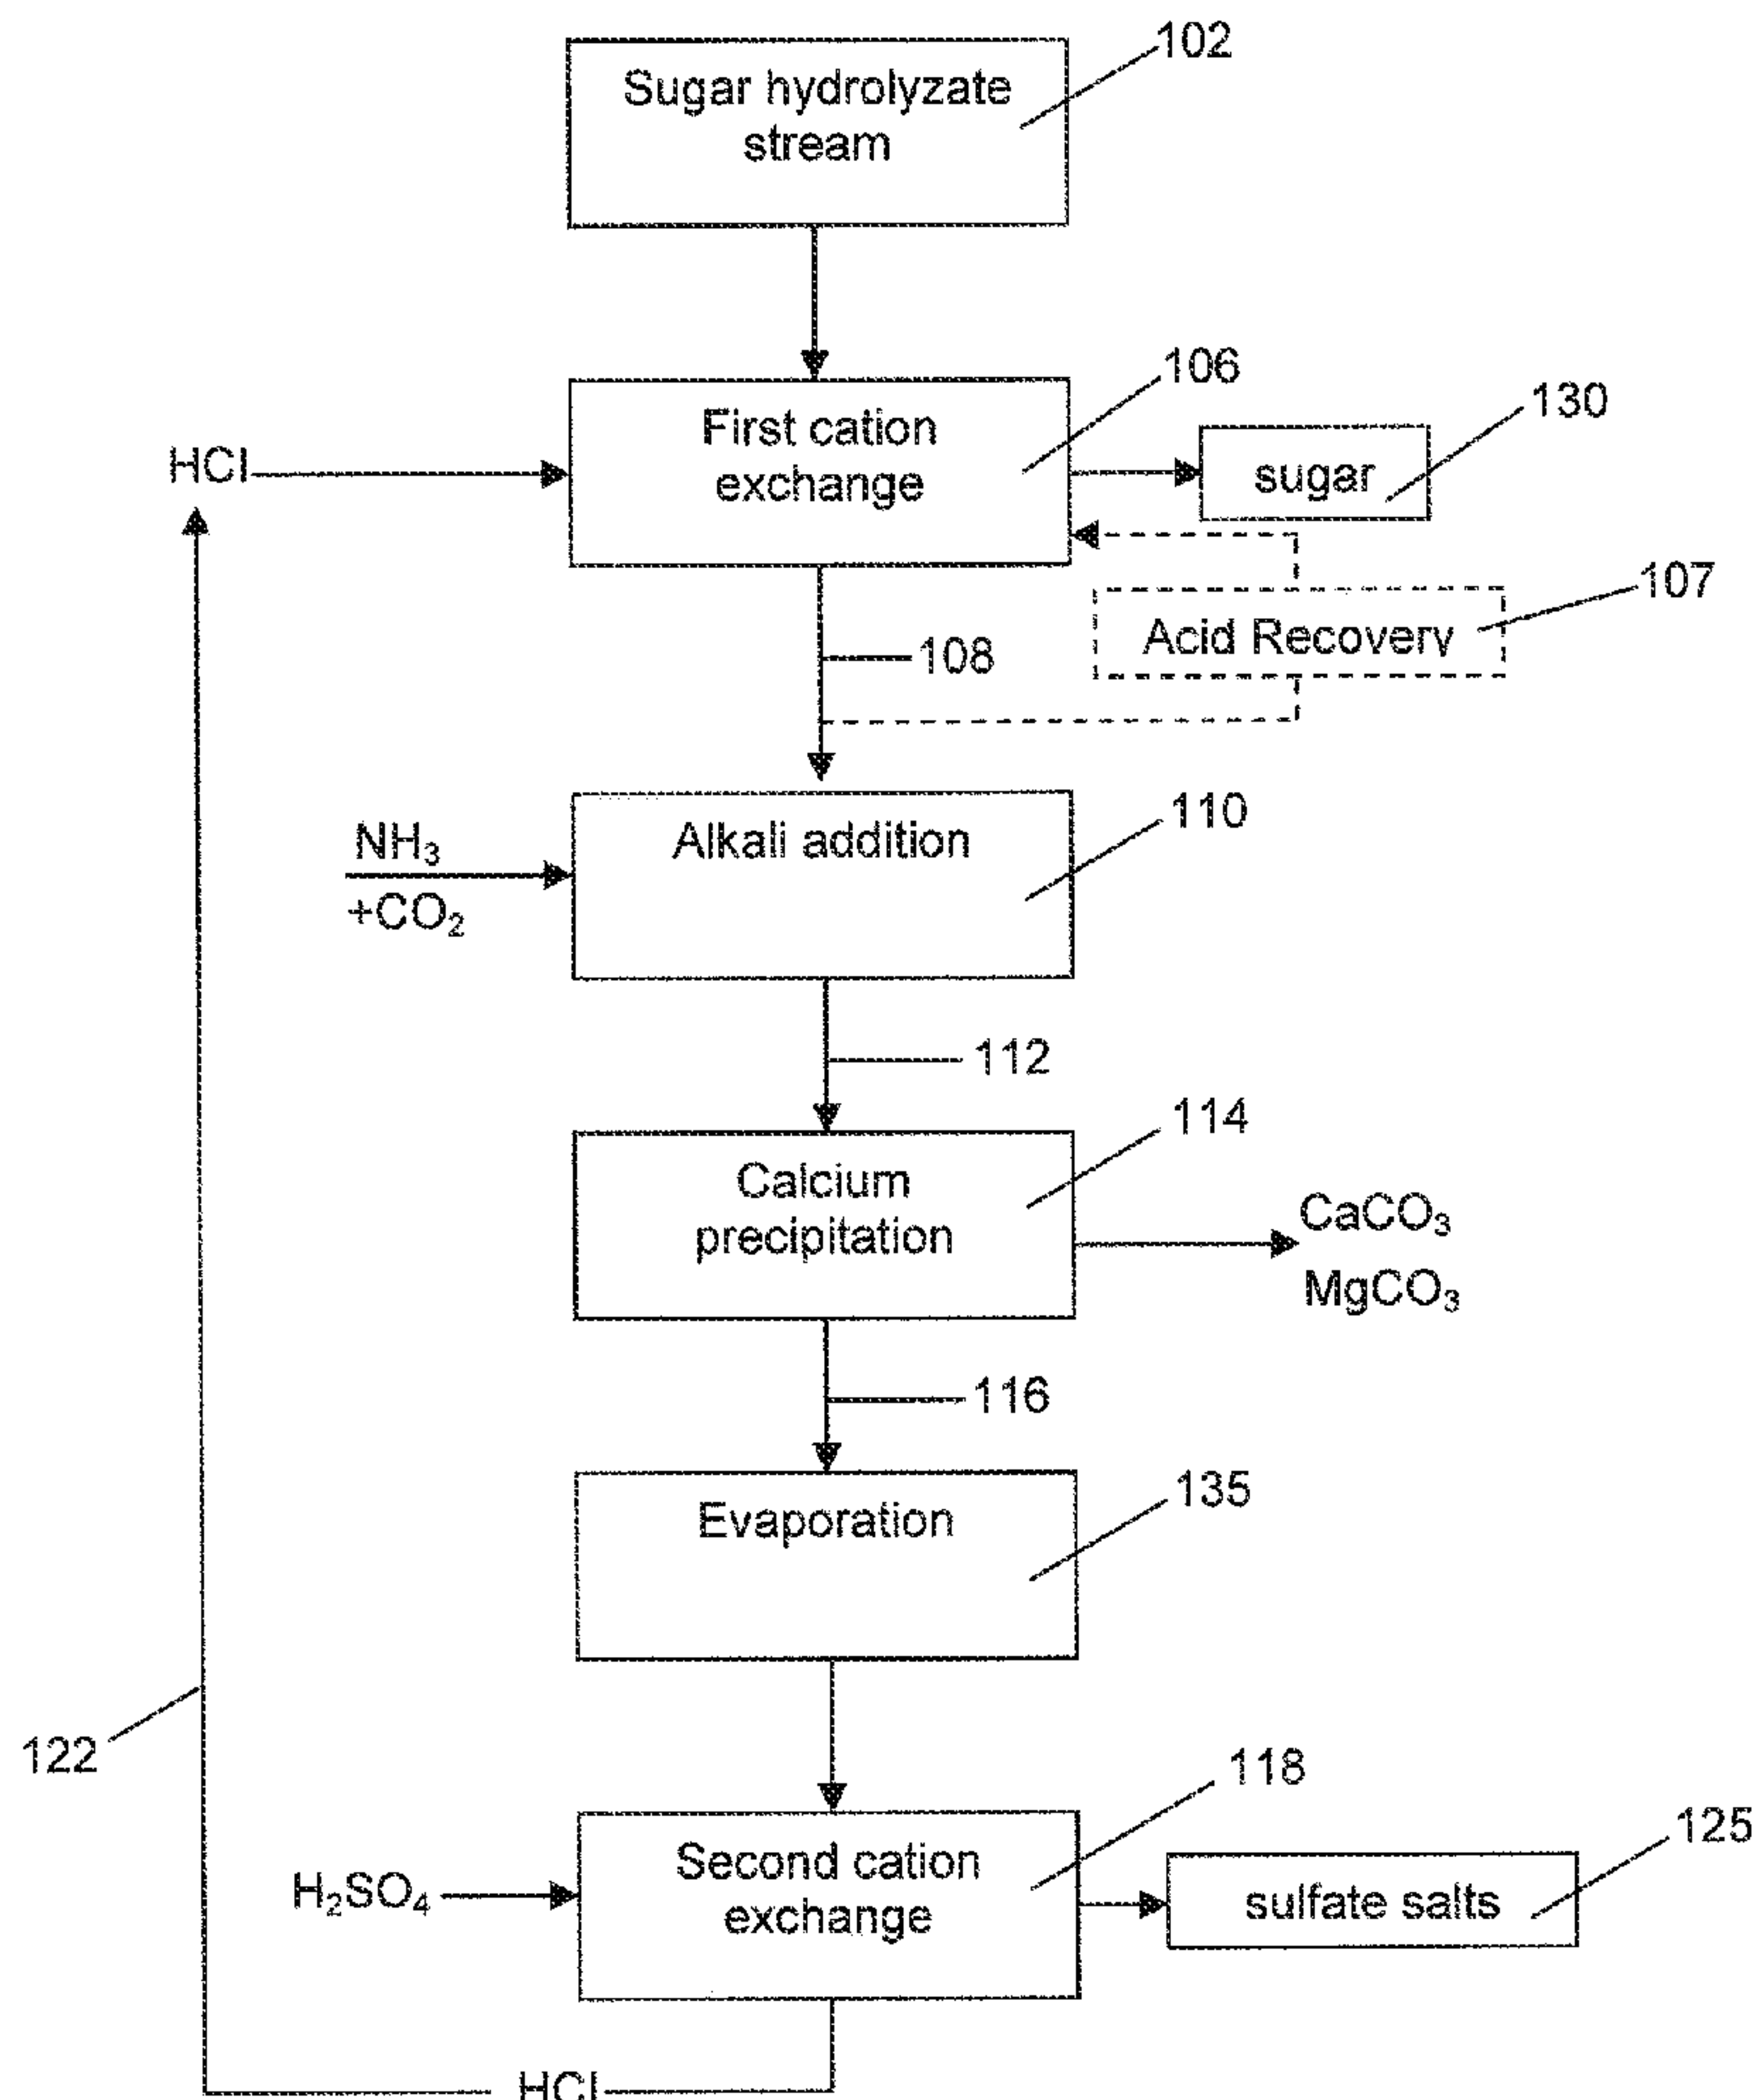 102
Sugar hydrolyzate
stream
106
130
HCl
First cation
exchange
sugar
107
Acid Recovery
108
110
NH₃
+CO₂
Alkali addition
112
114
Calcium
precipitation
CaCO₃
MgCO₃
116
135
Evaporation
122
118
125
H₂SO₄
Second cation
exchange
sulfate salts
HCl